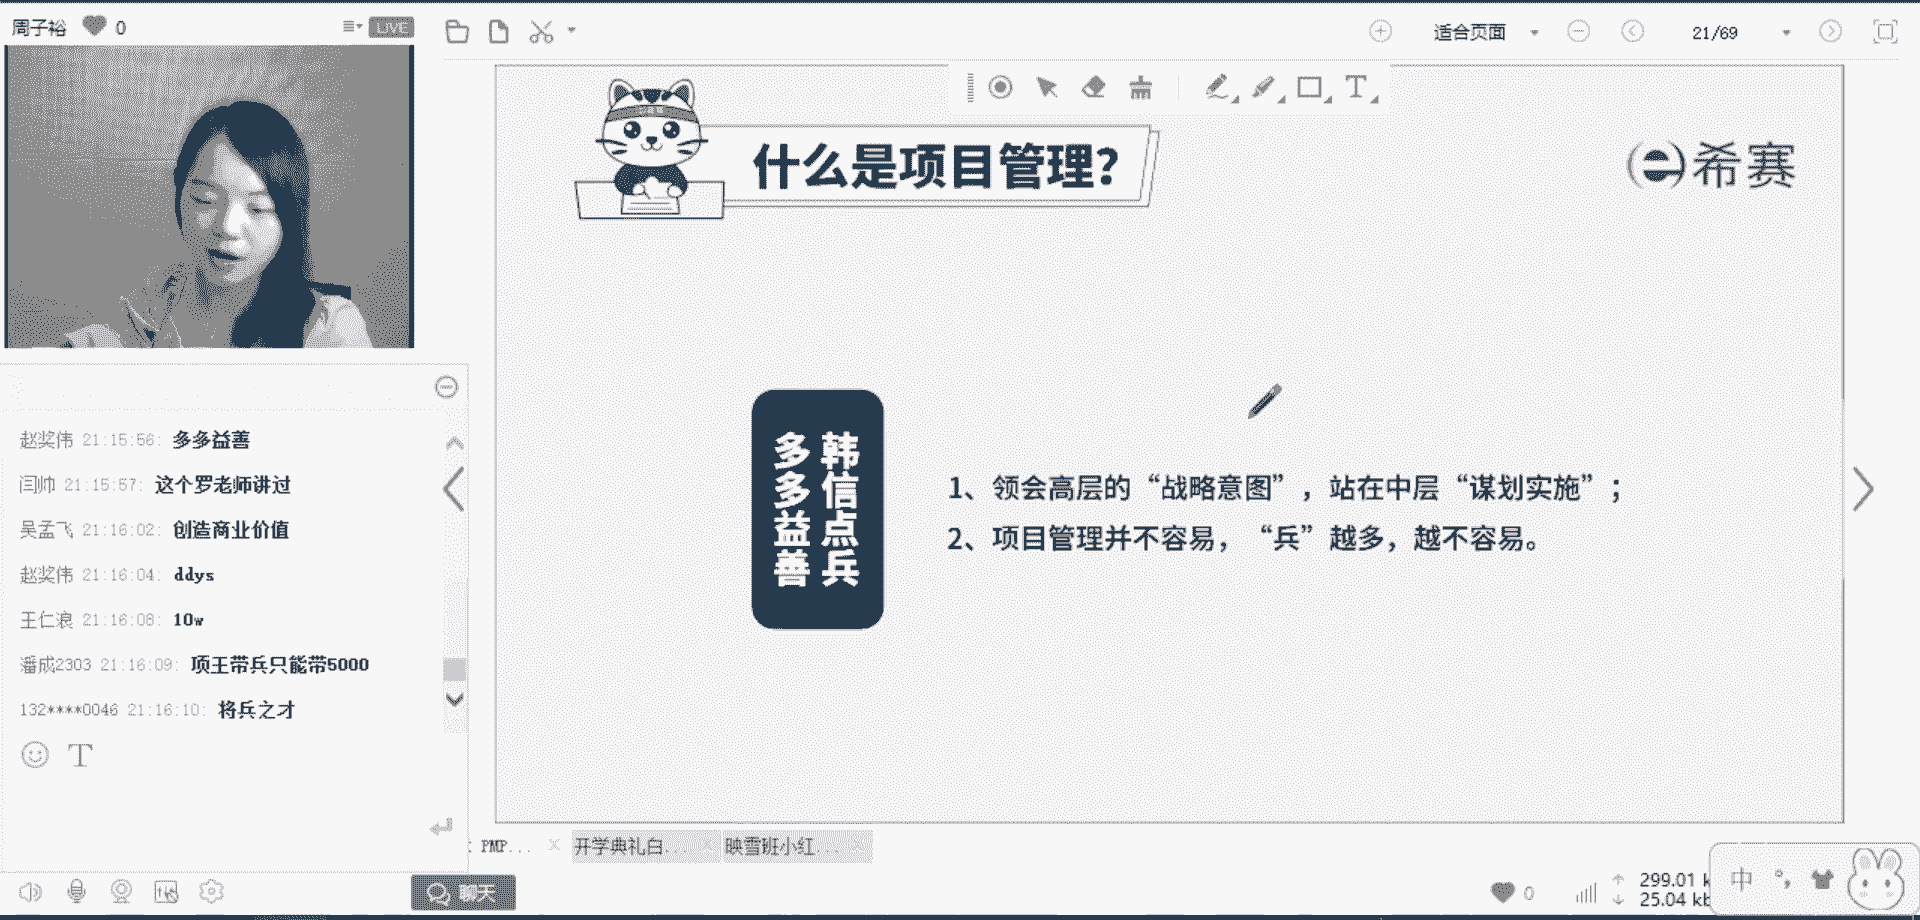 周子裕 0 LIVE
适合页面 21/69
什么是项目管理?
希赛
韩信点兵
多多益善
1、领会高层的“战略意图”，站在中层“谋划实施”；
2、项目管理并不容易，“兵”越多，越不容易。
赵奖伟 21:15:56: 多多益善
闫帅 21:15:57: 这个罗老师讲过
吴孟飞 21:16:02: 创造商业价值
赵奖伟 21:16:04: ddys
王仁浪 21:16:08: 10w
潘成2303 21:16:09: 项王带兵只能带5000
132****0046 21:16:10: 将兵之才
PMP... 开学典礼白... 映雪班小红...
聊天
0
299.01 k
25.04 kb
中